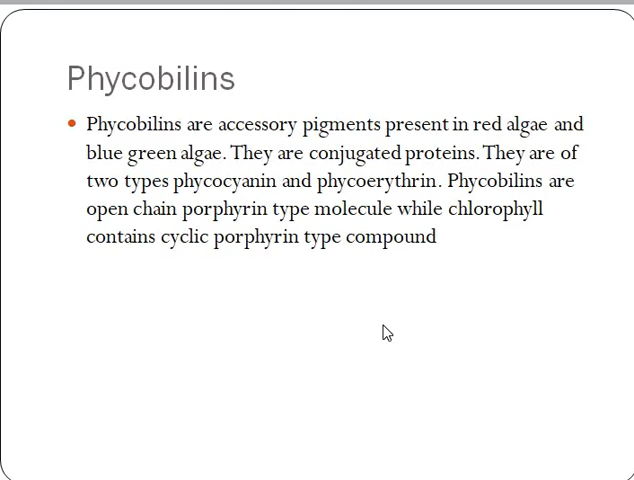 Phycobilins
Phycobilins are accessory pigments present in red algae and
blue green algae. They are conjugated proteins. They are of
two types phycocyanin and phycoerythrin. Phycobilins are
open chain porphyrin type molecule while chlorophyll
contains cyclic porphyrin type compound